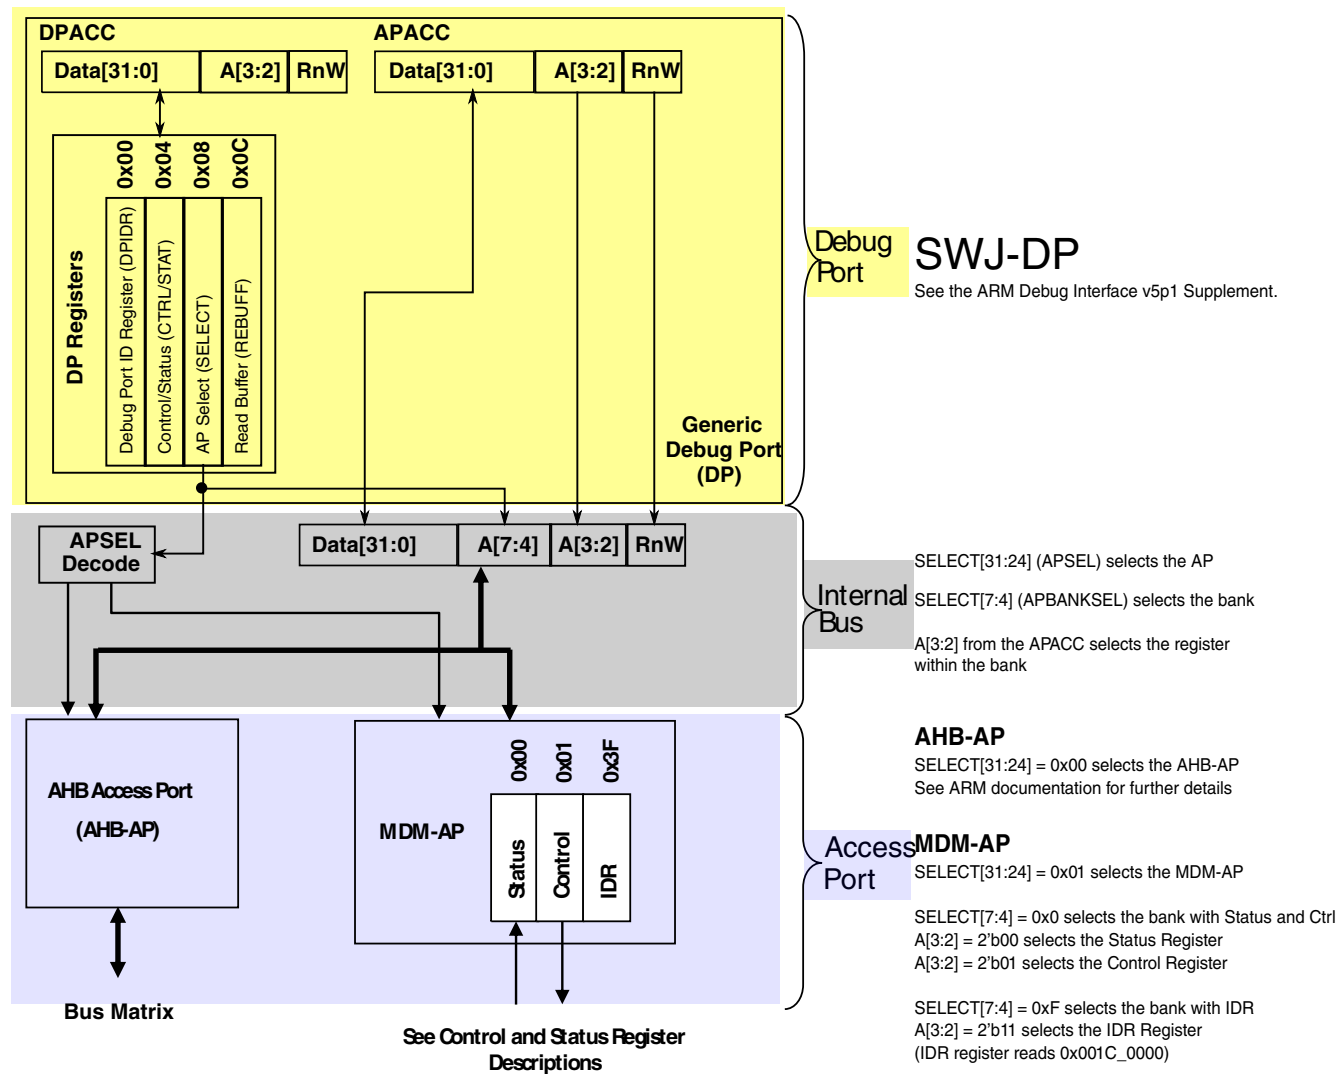 DPACC
APACC
Data[31:0] A[3:2] RnW
Data[31:0] A[3:2] RnW
0x00
0x04
0x08
0x0C
DP Registers
Debug Port ID Register (DPIDR)
Control/Status (CTRL/STAT)
AP Select (SELECT)
Read Buffer (REBUFF)
Generic
Debug Port
(DP)
Debug
Port
SWJ-DP
See the ARM Debug Interface v5p1 Supplement.
APSEL
Decode
Data[31:0] A[7:4] A[3:2] RnW
Internal
Bus
SELECT[31:24] (APSEL) selects the AP
SELECT[7:4] (APBANKSEL) selects the bank
A[3:2] from the APACC selects the register
within the bank
AHB Access Port
(AHB-AP)
MDM-AP
0x00
0x01
0x3F
Status
Control
IDR
Bus Matrix
See Control and Status Register
Descriptions
Access
Port
AHB-AP
SELECT[31:24] = 0x00 selects the AHB-AP
See ARM documentation for further details
MDM-AP
SELECT[31:24] = 0x01 selects the MDM-AP
SELECT[7:4] = 0x0 selects the bank with Status and Ctrl
A[3:2] = 2'b00 selects the Status Register
A[3:2] = 2'b01 selects the Control Register
SELECT[7:4] = 0xF selects the bank with IDR
A[3:2] = 2'b11 selects the IDR Register
(IDR register reads 0x001C_0000)